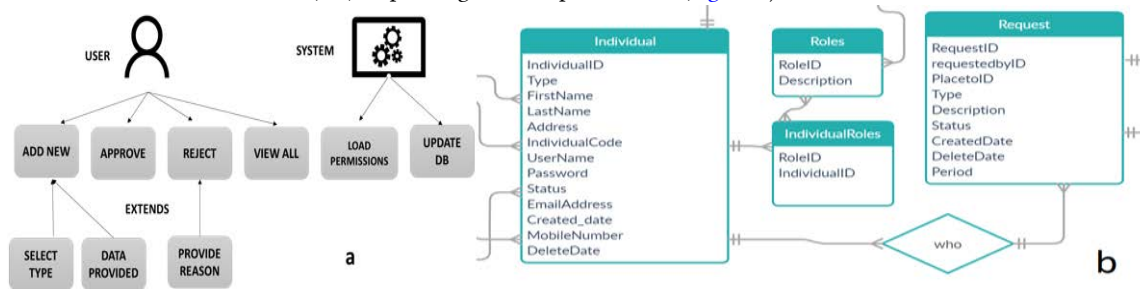 USER
SYSTEM
ADD NEW
APPROVE
REJECT
VIEW ALL
LOAD
PERMISSIONS
UPDATE
DB
EXTENDS
SELECT
TYPE
DATA
PROVIDED
PROVIDE
REASON
a
Individual
IndividualID
Type
FirstName
LastName
Address
IndividualCode
UserName
Password
Status
EmailAddress
Created_date
MobileNumber
DeleteDate
Roles
RoleID
Description
IndividualRoles
RoleID
IndividualID
Request
RequestID
requestedbyID
PlacetoID
Type
Description
Status
CreatedDate
DeleteDate
Period
who
b